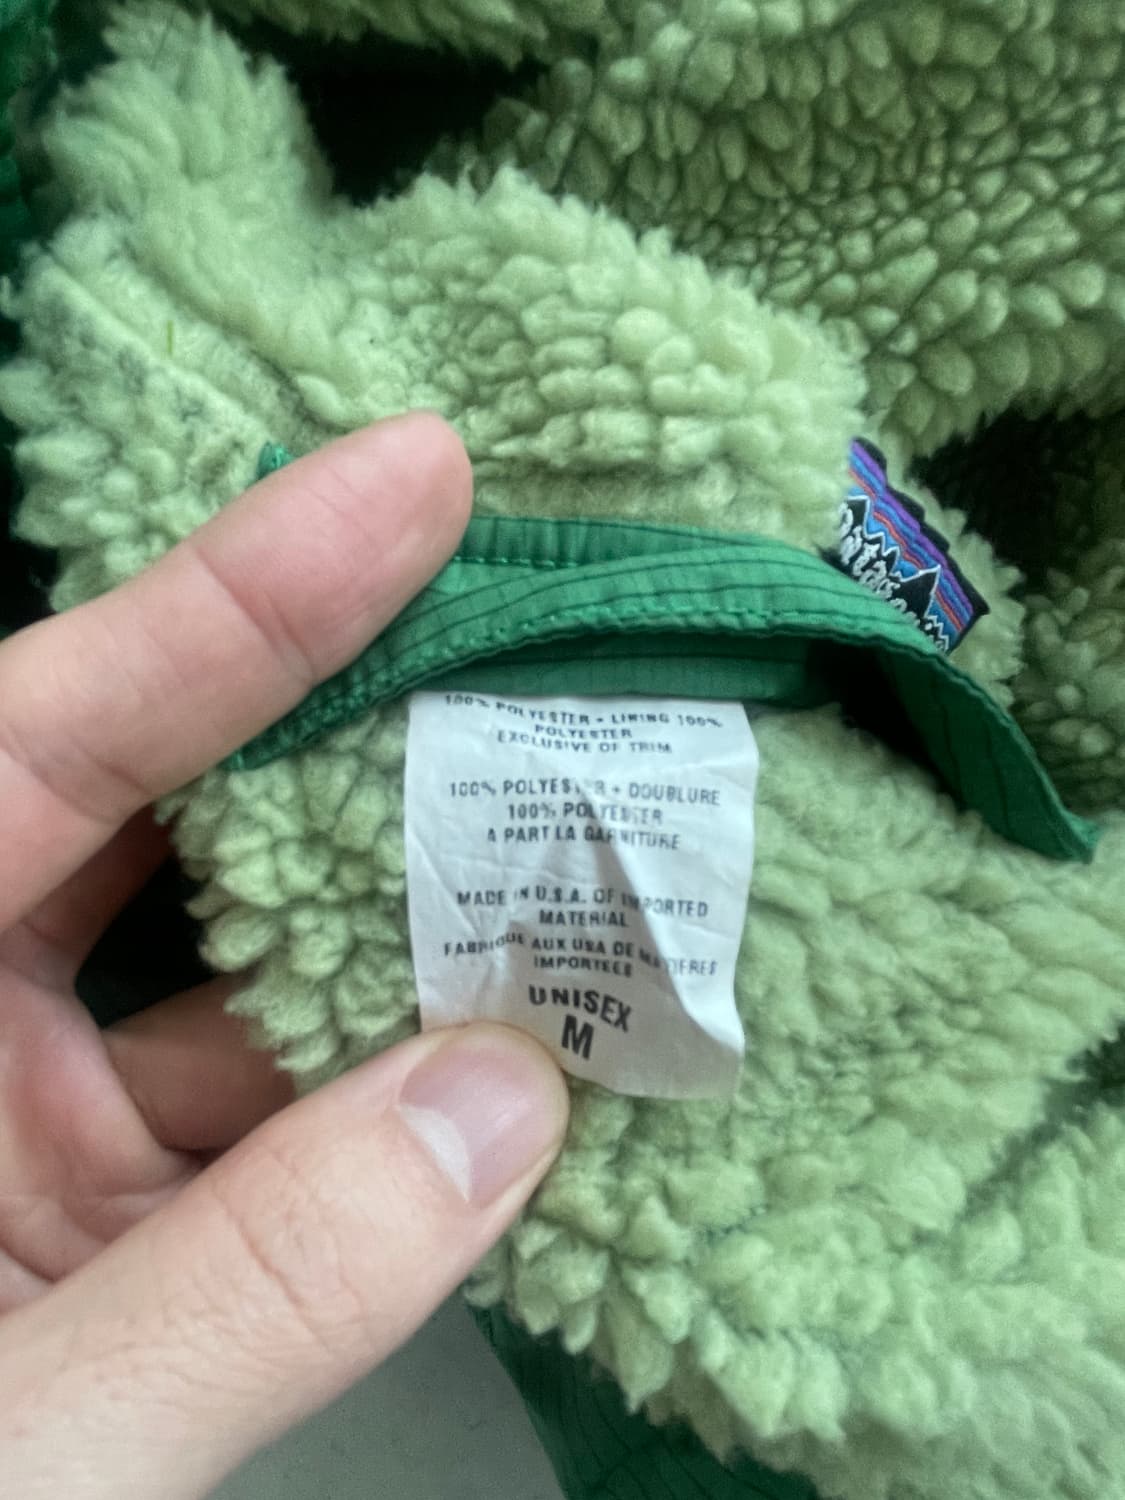 Patagonia
100% POLYESTER • LINING 100%
POLYESTER
EXCLUSIVE OF TRIM
100% POLYESTER • DOUBLURE
100% POLYESTER
A PART LA GARNITURE
MADE IN U.S.A. OF IMPORTED
MATERIAL
FABRIQUE AUX USA DE MATIERES
IMPORTEES
UNISEX
M